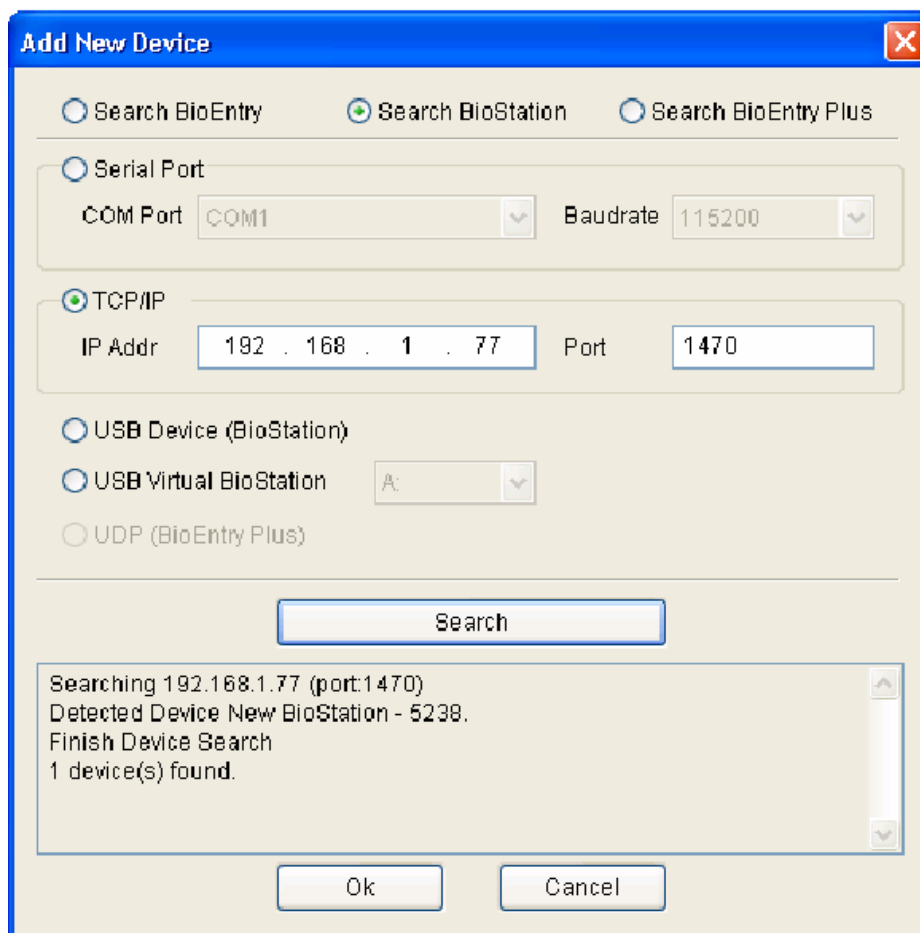 Add New Device
Search BioEntry Search BioStation Search BioEntry Plus
Serial Port
COM Port COM1 Baudrate 115200
TCP/IP
IP Addr 192 . 168 . 1 . 77 Port 1470
USB Device (BioStation)
USB Virtual BioStation A:
UDP (BioEntry Plus)
Search
Searching 192.168.1.77 (port:1470)
Detected Device New BioStation - 5238.
Finish Device Search
1 device(s) found.
Ok Cancel